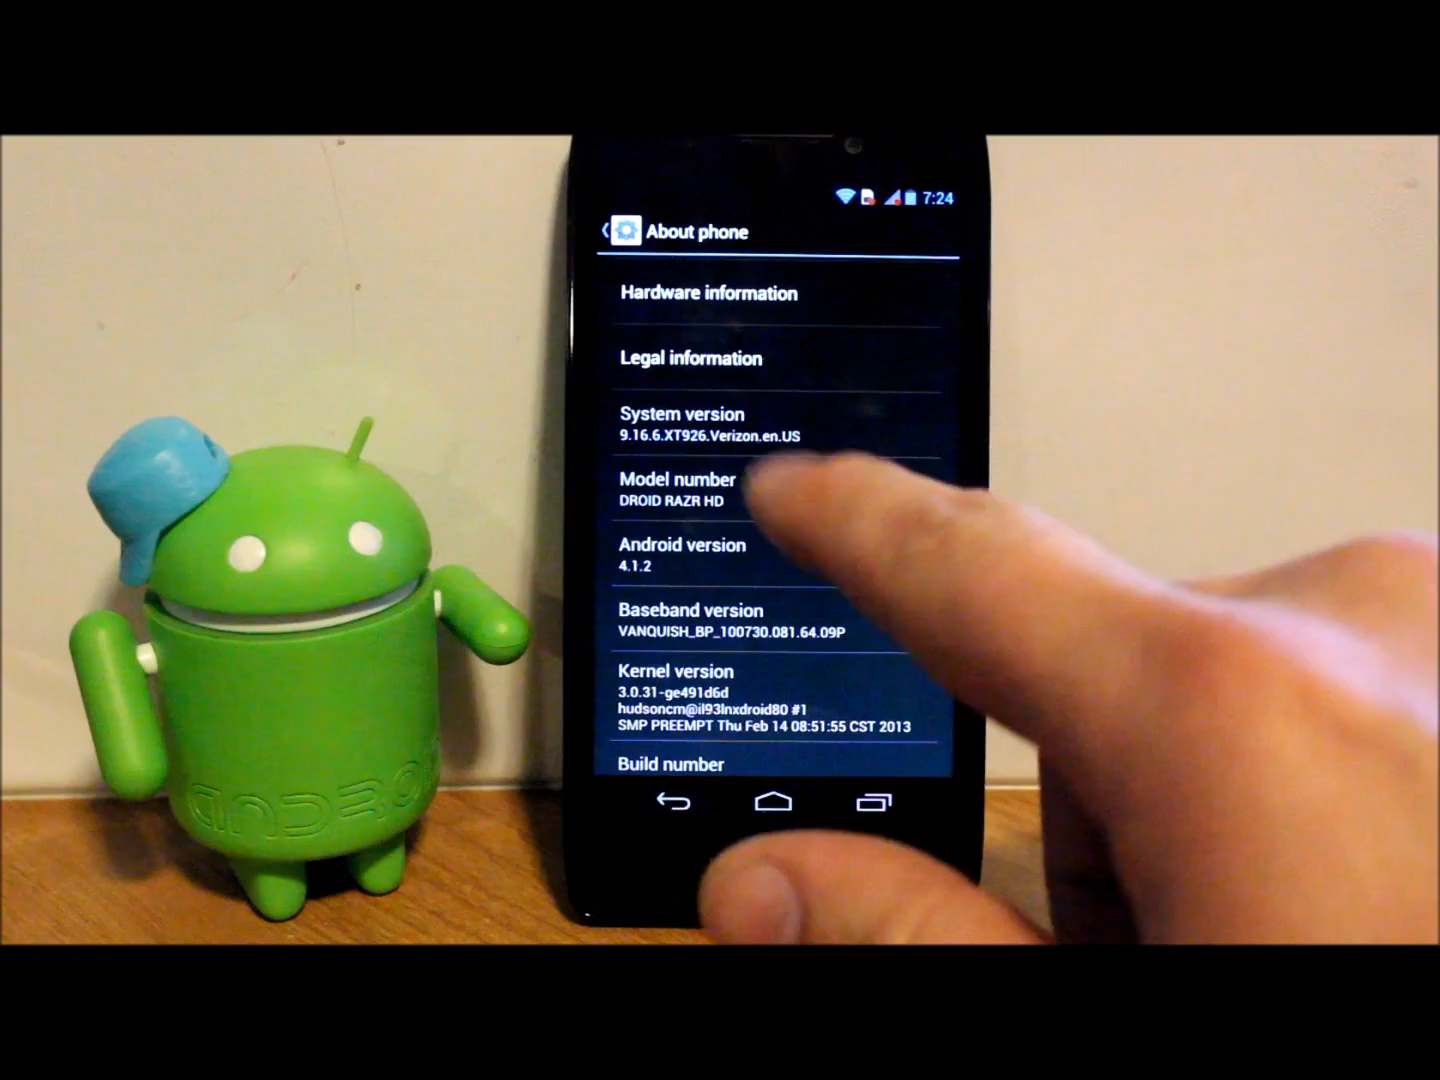 7:24
About phone
Hardware information
Legal information
System version
9.16.6.XT926.Verizon.en.US
Model number
DROID RAZR HD
Android version
4.1.2
Baseband version
VANQUISH_BP_100730.081.64.09P
Kernel version
3.0.31-ge491d6d
hudsoncm@il93lnxdroid80 #1
SMP PREEMPT Thu Feb 14 08:51:55 CST 2013
Build number
ANDRO